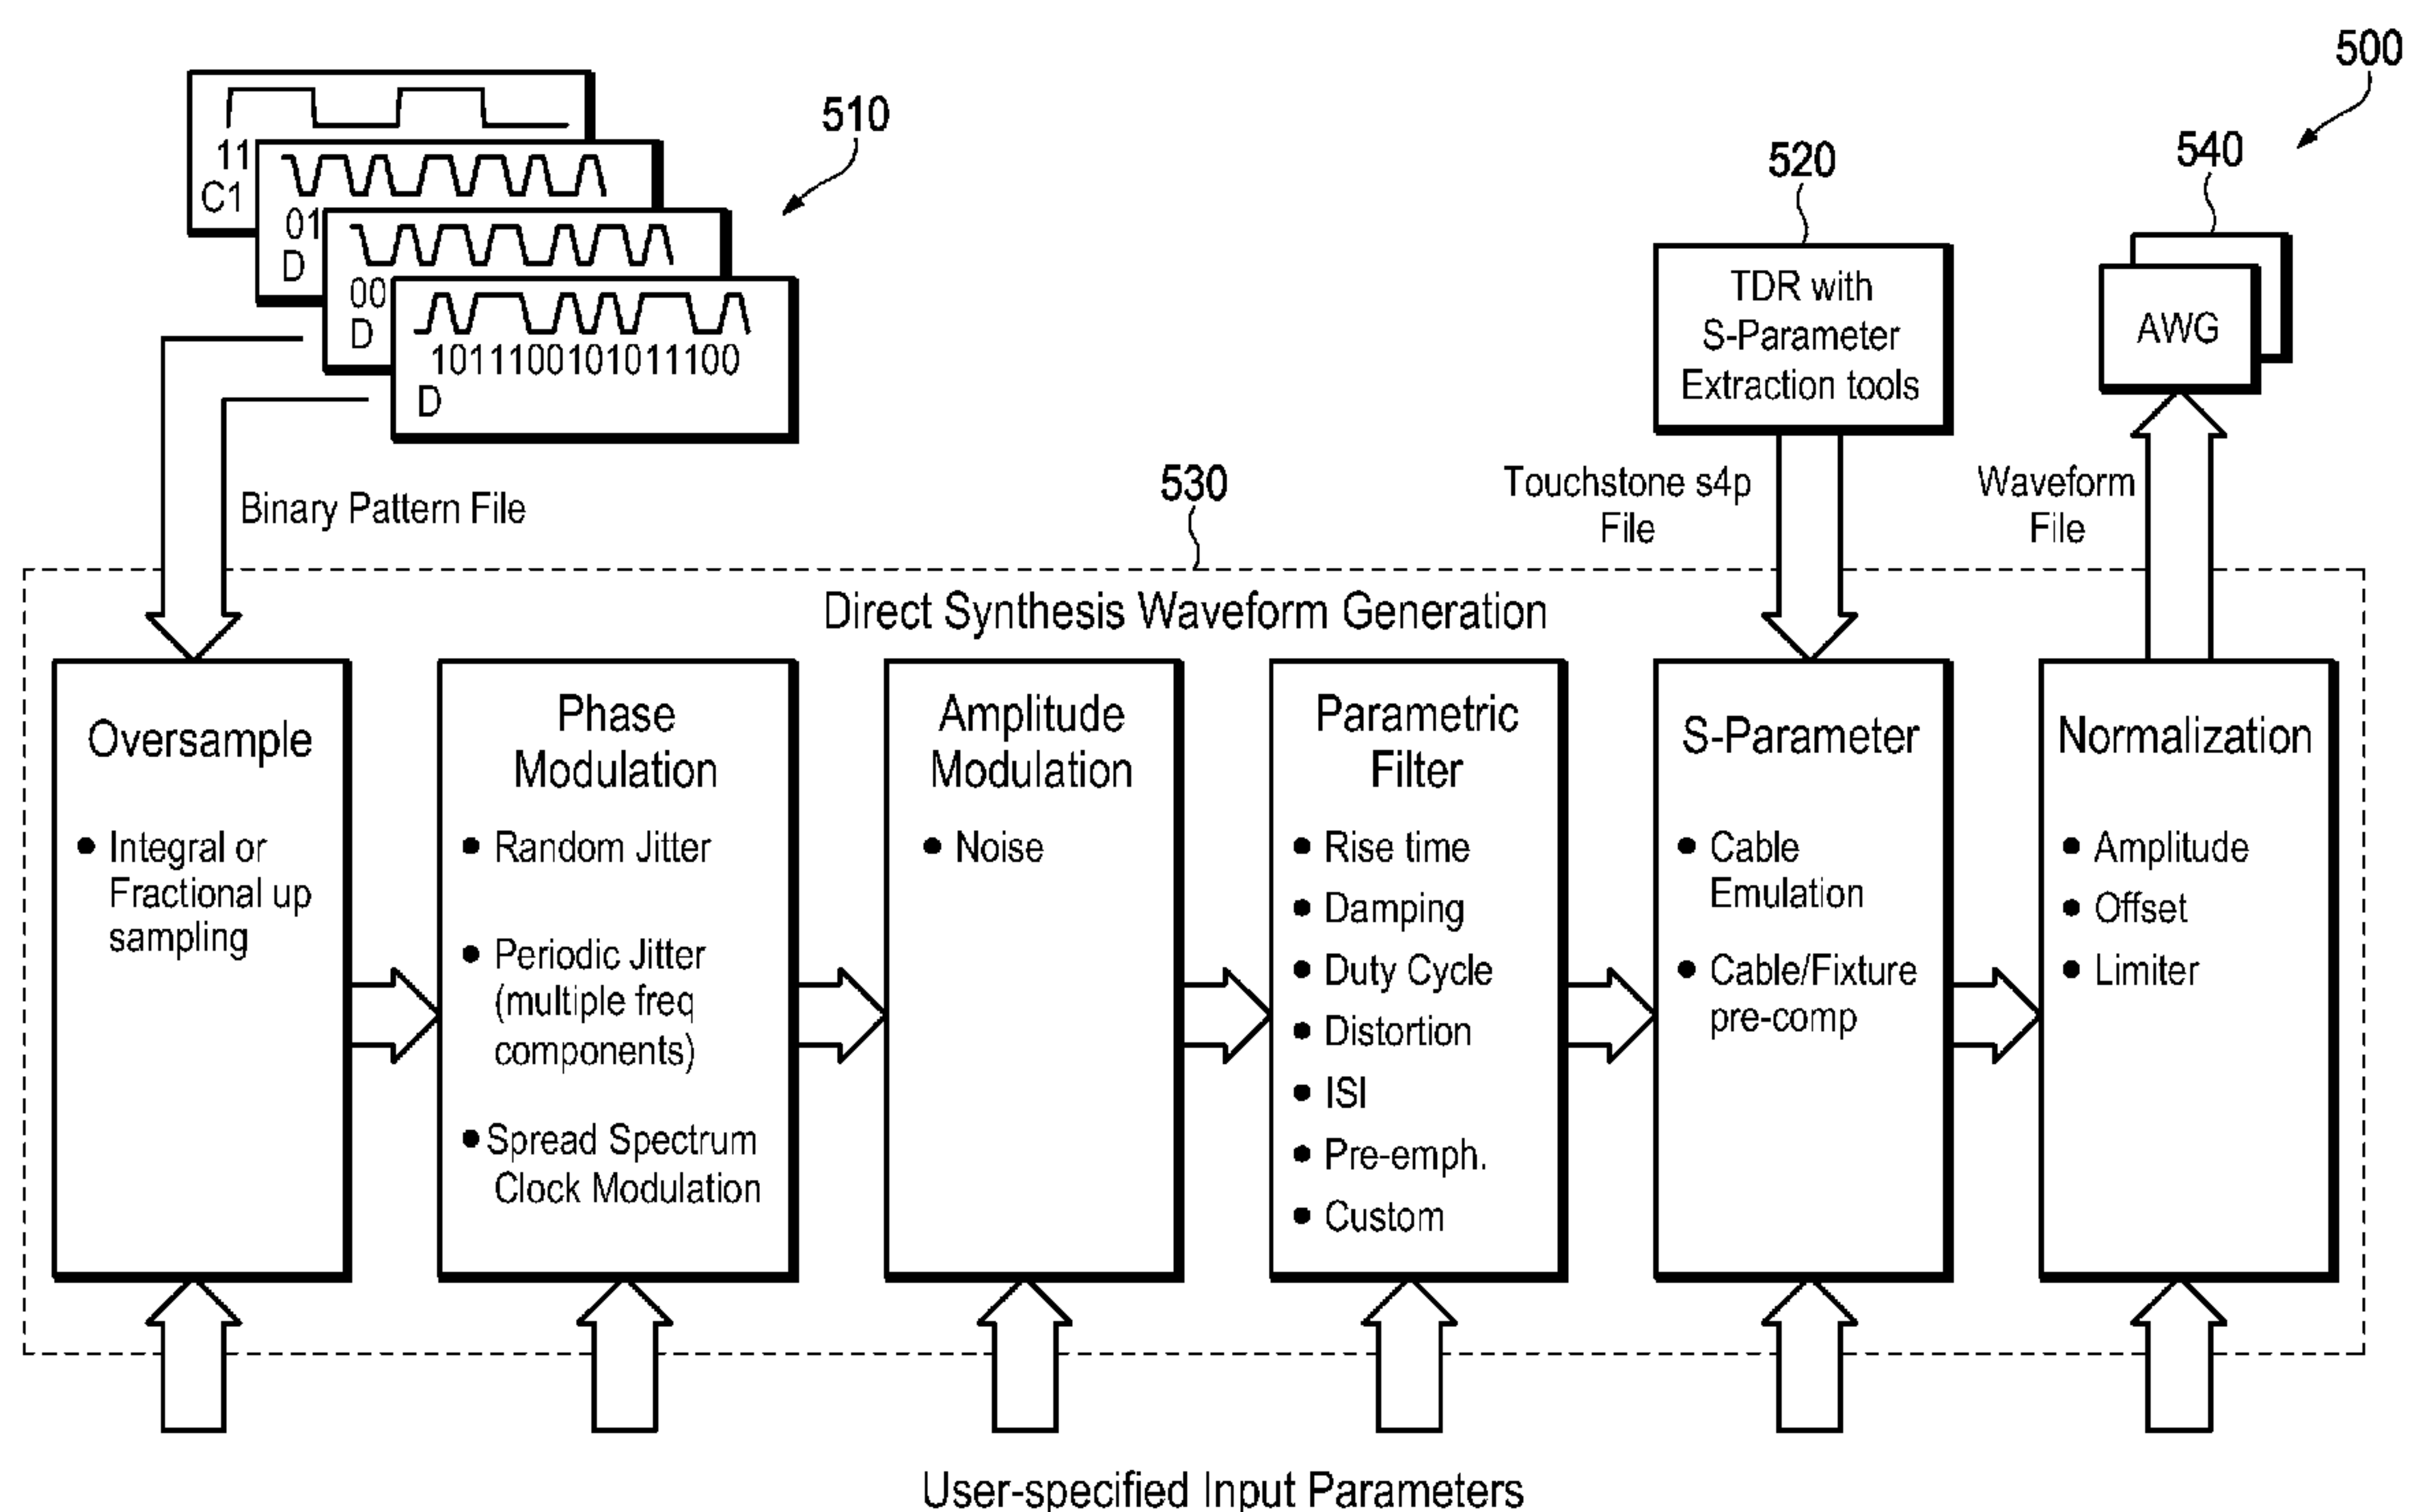 500
510
520
540
11
C1
01
D
00
D
1011100101011100
D
TDR with
S-Parameter
Extraction tools
AWG
Binary Pattern File
530
Touchstone s4p
File
Waveform
File
Direct Synthesis Waveform Generation
Oversample
• Integral or
Fractional up
sampling
Phase
Modulation
• Random Jitter
• Periodic Jitter
(multiple freq
components)
• Spread Spectrum
Clock Modulation
Amplitude
Modulation
• Noise
Parametric
Filter
• Rise time
• Damping
• Duty Cycle
• Distortion
• ISI
• Pre-emph.
• Custom
S-Parameter
• Cable
Emulation
• Cable/Fixture
pre-comp
Normalization
• Amplitude
• Offset
• Limiter
User-specified Input Parameters